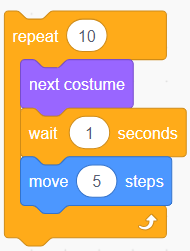 repeat 10
next costume
wait 1 seconds
move 5 steps